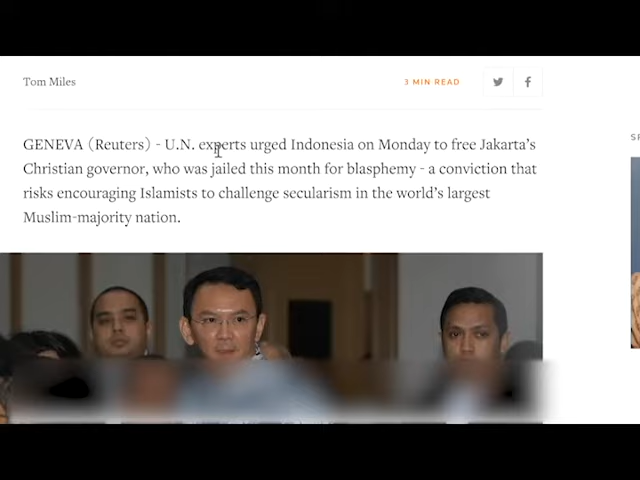 Tom Miles
3 MIN READ
GENEVA (Reuters) - U.N. experts urged Indonesia on Monday to free Jakarta's
Christian governor, who was jailed this month for blasphemy - a conviction that
risks encouraging Islamists to challenge secularism in the world's largest
Muslim-majority nation.